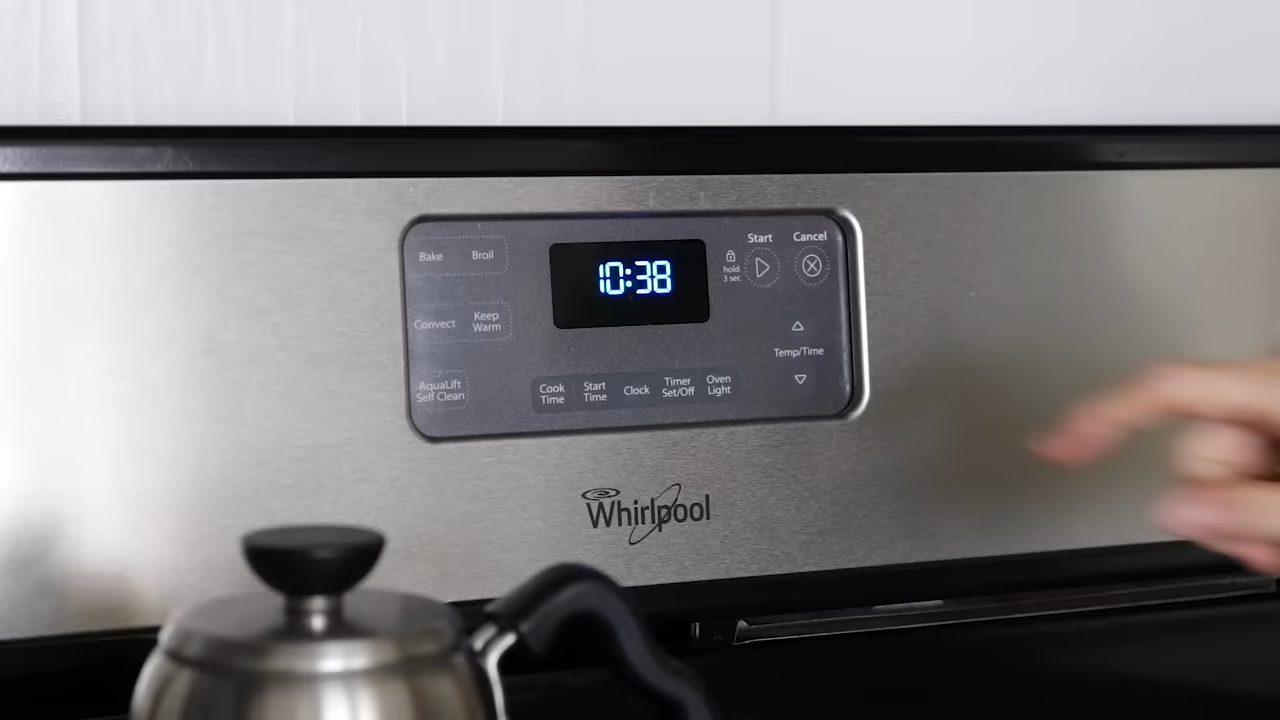 Bake Broil
10:38
Start Cancel
hold
3 sec
Convect
Keep
Warm
Temp/Time
AquaLift
Self Clean
Cook
Time
Start
Time
Clock
Timer
Set/Off
Oven
Light
Whirlpool